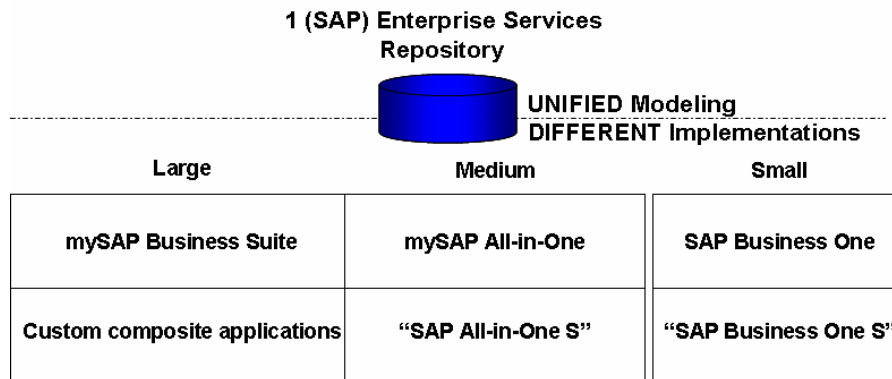 1 (SAP) Enterprise Services
Repository
UNIFIED Modeling
DIFFERENT Implementations
Large Medium Small
mySAP Business Suite mySAP All-in-One SAP Business One
Custom composite applications “SAP All-in-One S” “SAP Business One S”